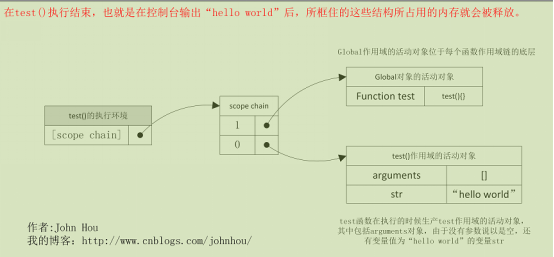 在test()执行结束，也就是在控制台输出“hello world”后，所框住的这些结构所占用的内存就会被释放。
Global作用域的活动对象位于每个函数作用域链的底层
Global对象的活动对象
Function test
test(){}
test()的执行环境
[scope chain]
scope chain
1
0
test()作用域的活动对象
arguments
[]
str
“hello world”
test函数在执行的时候生产test作用域的活动对象，
其中包括arguments对象，由于没有参数说以是空，还
有变量值为“hello world”的变量str
作者:John Hou
我的博客：http://www.cnblogs.com/johnhou/